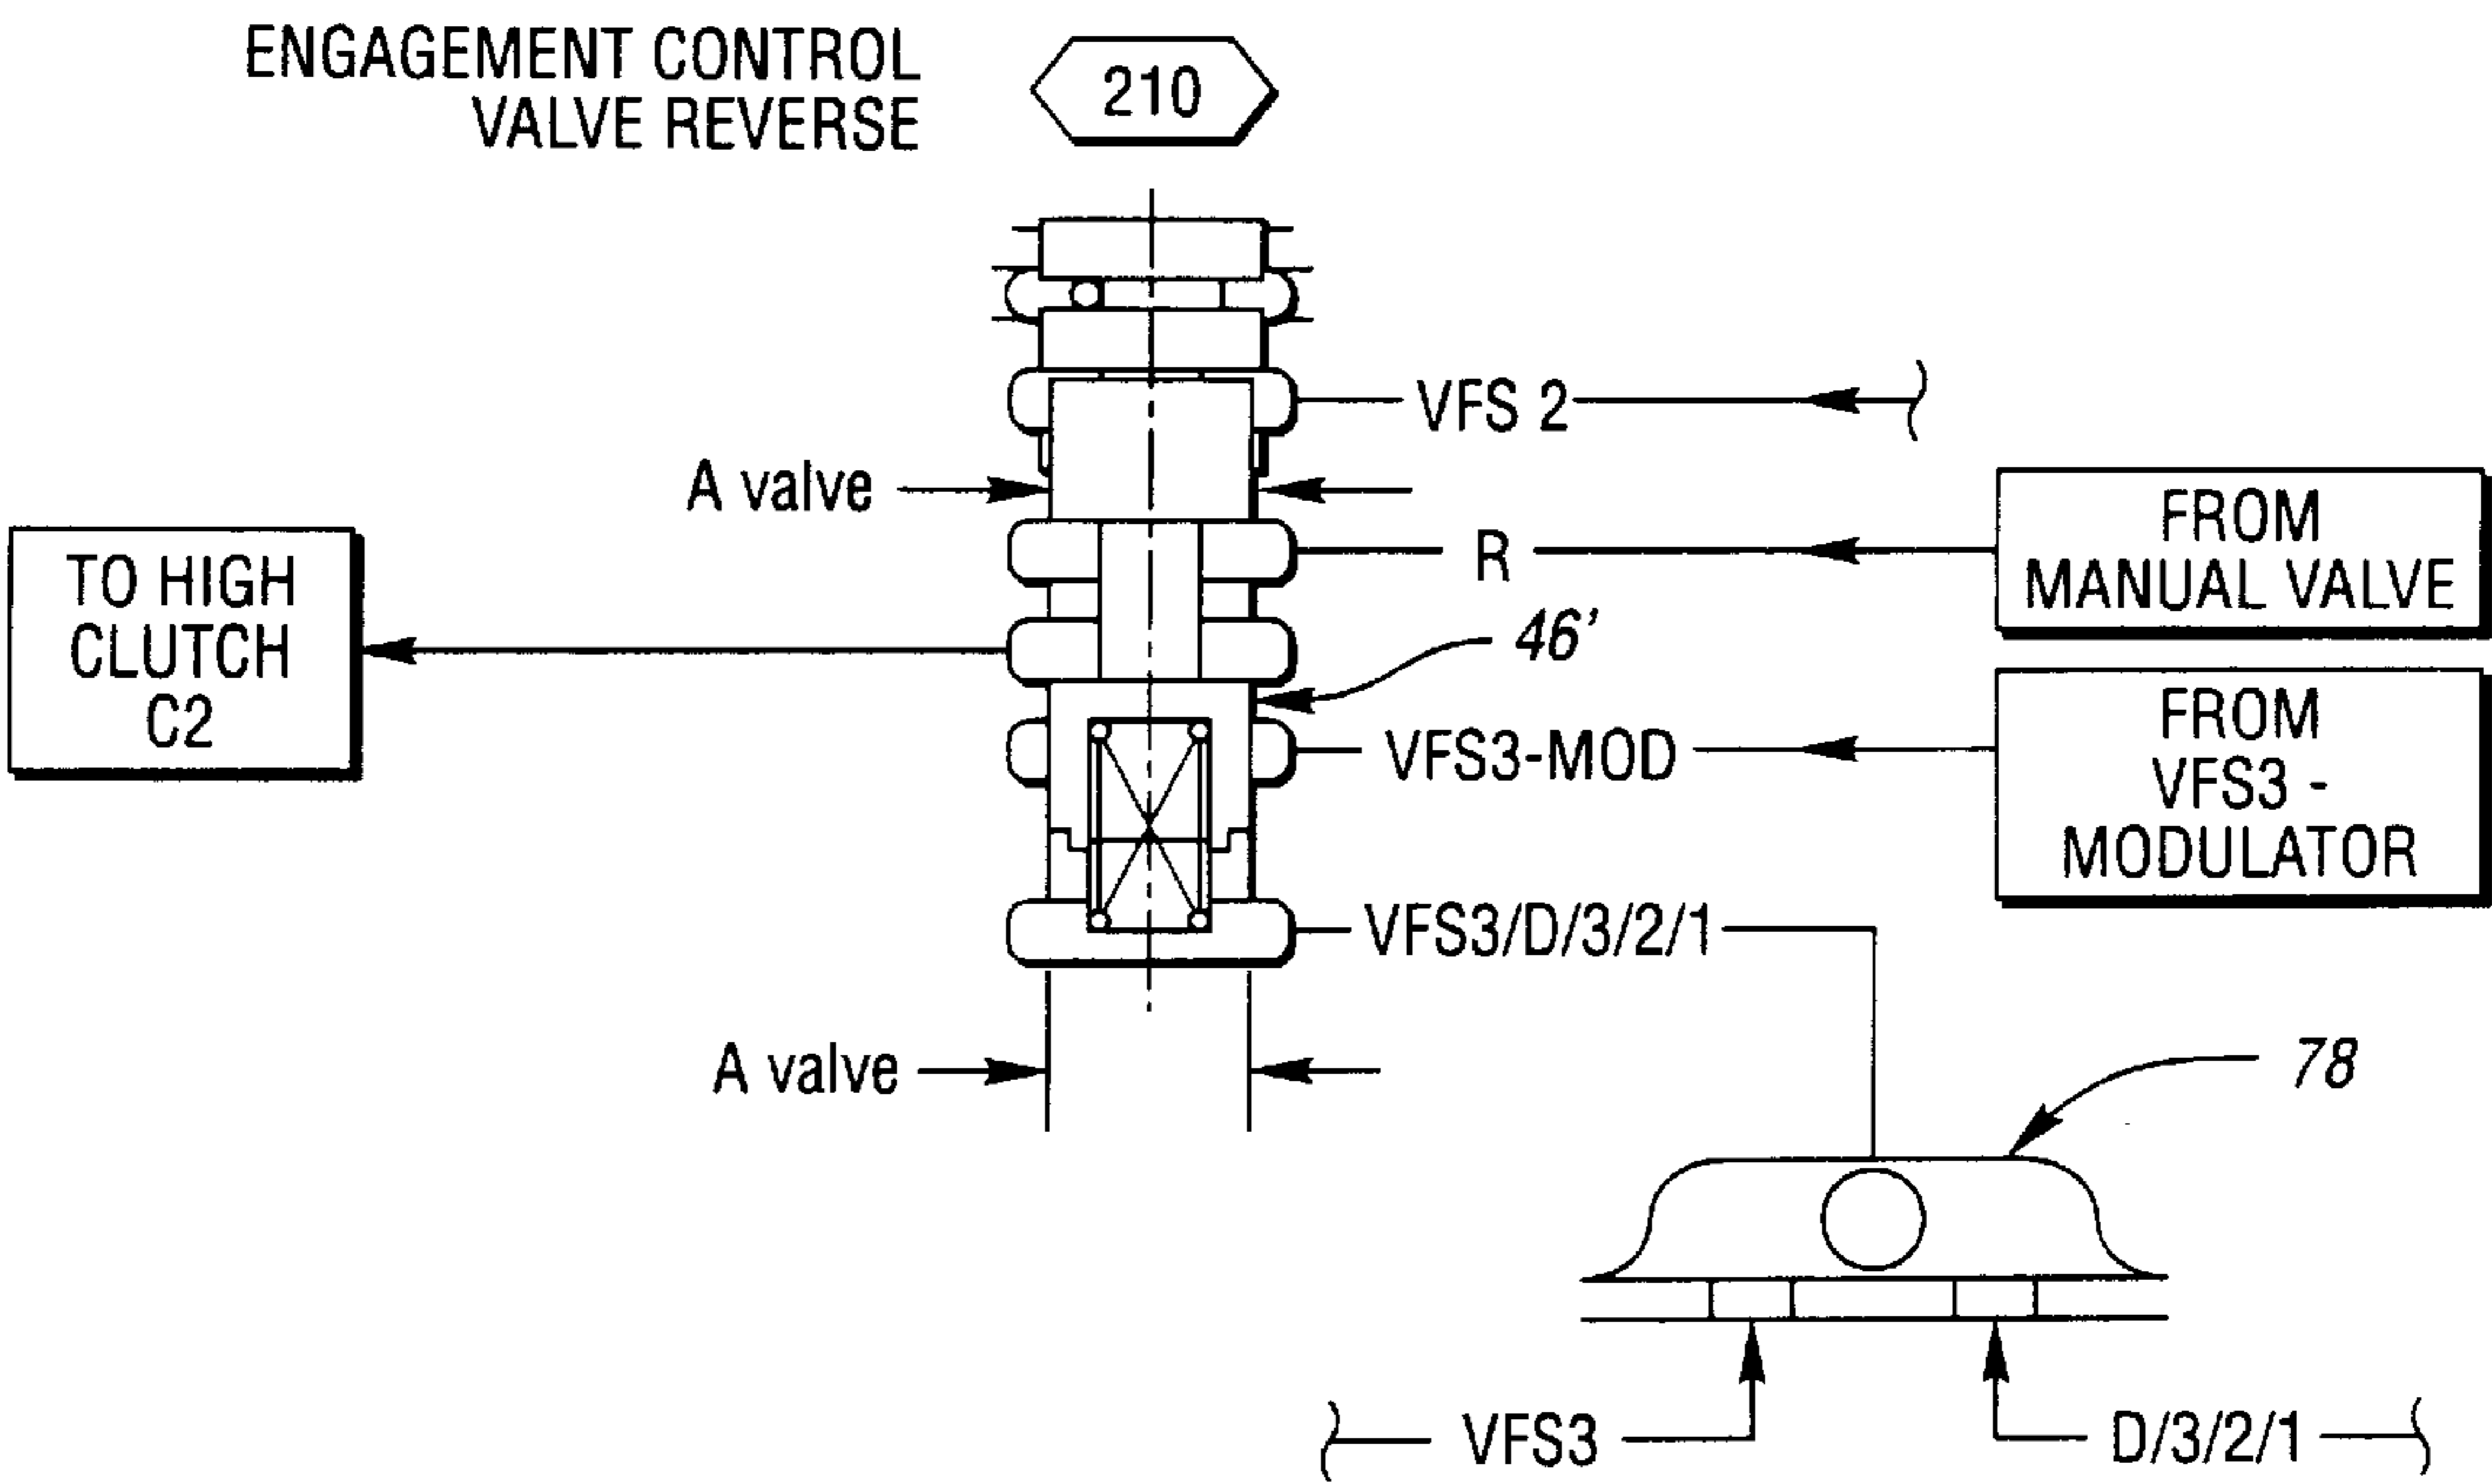 ENGAGEMENT CONTROL
VALVE REVERSE
210
VFS 2
A valve
R
FROM
MANUAL VALVE
TO HIGH
CLUTCH
C2
46'
VFS3-MOD
FROM
VFS3 -
MODULATOR
VFS3/D/3/2/1
A valve
78
VFS3
D/3/2/1